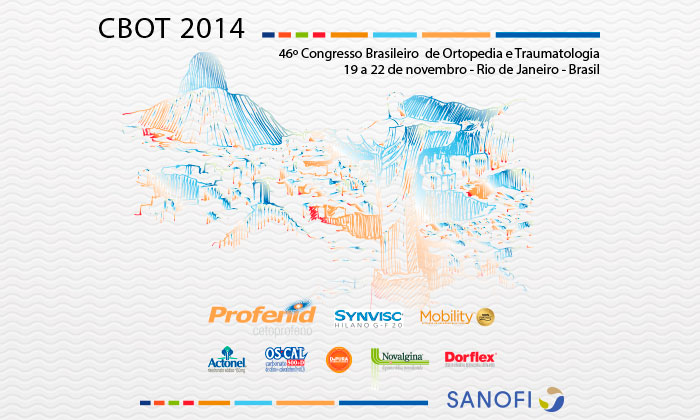 CBOT 2014
46º Congresso Brasileiro de Ortopedia e Traumatologia
19 a 22 de novembro - Rio de Janeiro - Brasil
Profenid
cetoprofeno
SYNVISC
HILANO G-F 20
Mobility
Actonel
OS-CAL
Novalgina
Dorflex
SANOFI